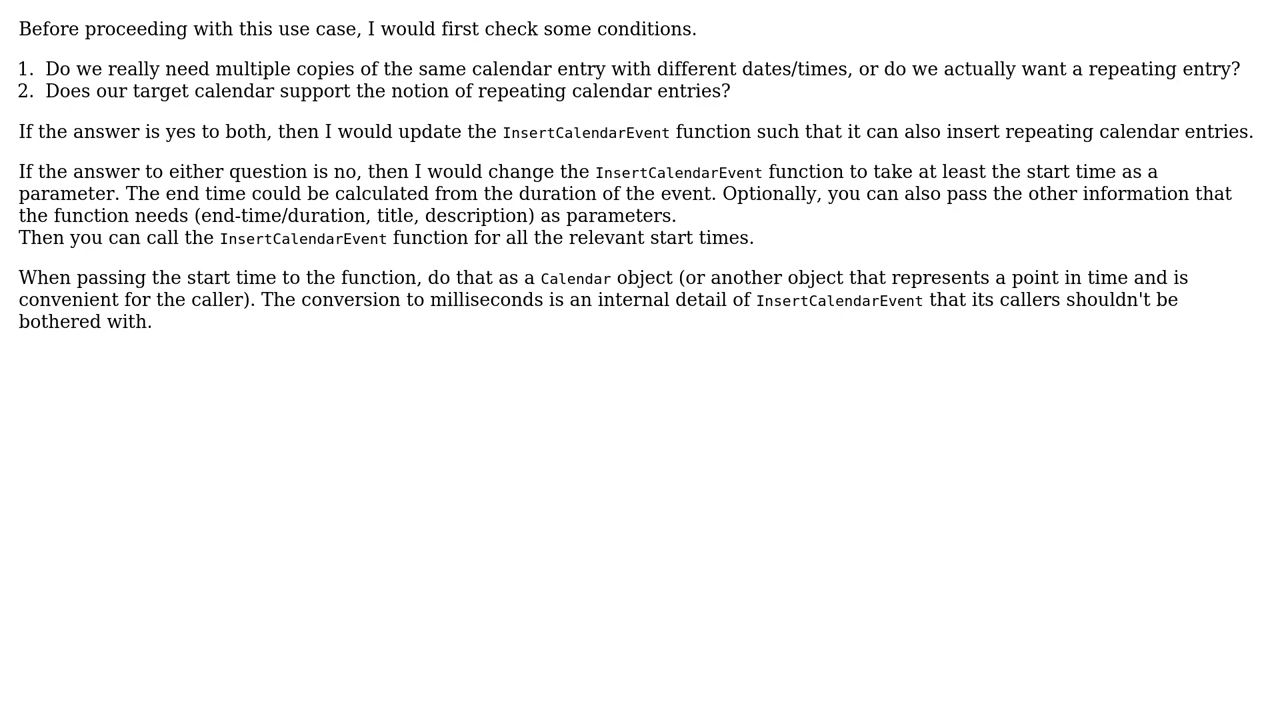 Before proceeding with this use case, I would first check some conditions.
1. Do we really need multiple copies of the same calendar entry with different dates/times, or do we actually want a repeating entry?
2. Does our target calendar support the notion of repeating calendar entries?
If the answer is yes to both, then I would update the InsertCalendarEvent function such that it can also insert repeating calendar entries.
If the answer to either question is no, then I would change the InsertCalendarEvent function to take at least the start time as a
parameter. The end time could be calculated from the duration of the event. Optionally, you can also pass the other information that
the function needs (end-time/duration, title, description) as parameters.
Then you can call the InsertCalendarEvent function for all the relevant start times.
When passing the start time to the function, do that as a Calendar object (or another object that represents a point in time and is
convenient for the caller). The conversion to milliseconds is an internal detail of InsertCalendarEvent that its callers shouldn't be
bothered with.